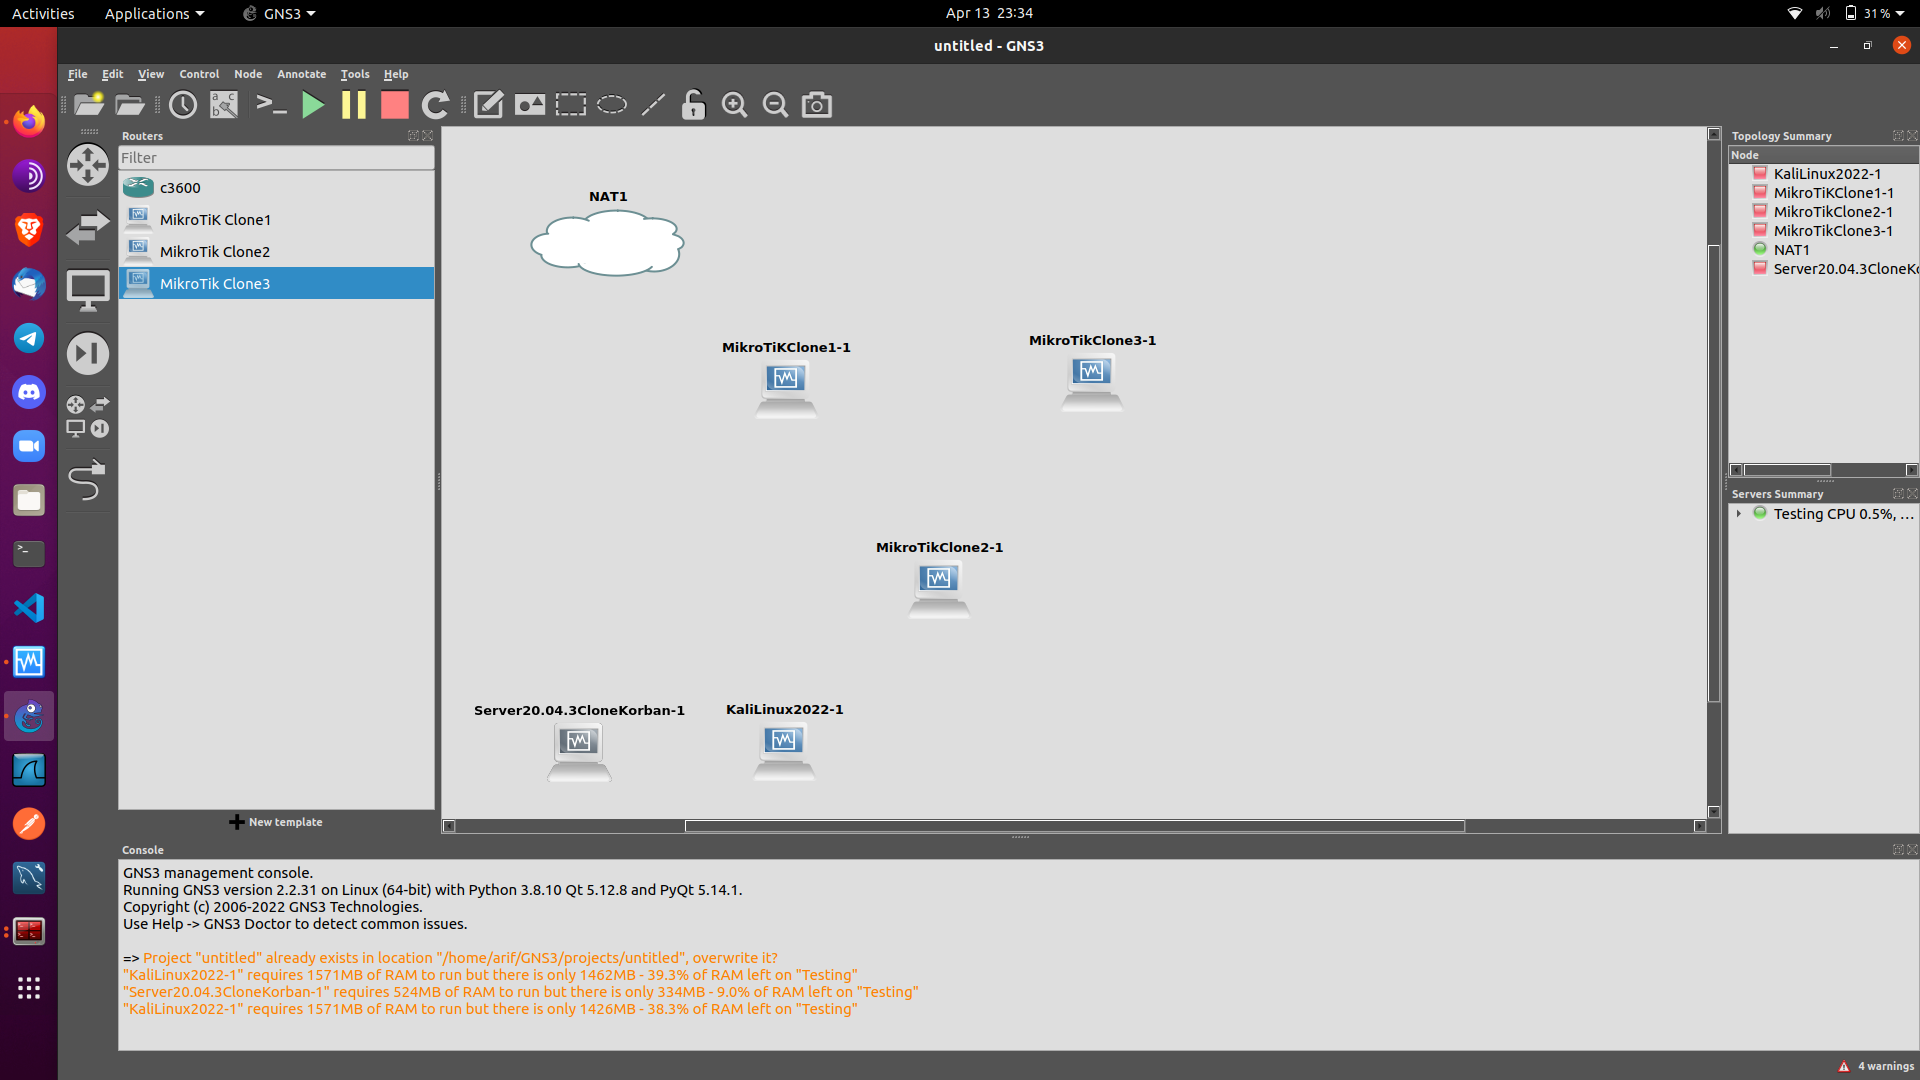 Activities Applications GNS3 Apr 13 23:34 31 %
untitled - GNS3
File Edit View Control Node Annotate Tools Help
Routers
Filter
c3600
MikroTiK Clone1
MikroTik Clone2
MikroTik Clone3
New template
NAT1
MikroTiKClone1-1
MikroTikClone3-1
MikroTikClone2-1
Server20.04.3CloneKorban-1
KaliLinux2022-1
Topology Summary
Node
KaliLinux2022-1
MikroTiKClone1-1
MikroTikClone2-1
MikroTikClone3-1
NAT1
Server20.04.3CloneKo
Servers Summary
Testing CPU 0.5%, ...
Console
GNS3 management console.
Running GNS3 version 2.2.31 on Linux (64-bit) with Python 3.8.10 Qt 5.12.8 and PyQt 5.14.1.
Copyright (c) 2006-2022 GNS3 Technologies.
Use Help -> GNS3 Doctor to detect common issues.
=> Project "untitled" already exists in location "/home/arif/GNS3/projects/untitled", overwrite it?
"KaliLinux2022-1" requires 1571MB of RAM to run but there is only 1462MB - 39.3% of RAM left on "Testing"
"Server20.04.3CloneKorban-1" requires 524MB of RAM to run but there is only 334MB - 9.0% of RAM left on "Testing"
"KaliLinux2022-1" requires 1571MB of RAM to run but there is only 1426MB - 38.3% of RAM left on "Testing"
4 warnings